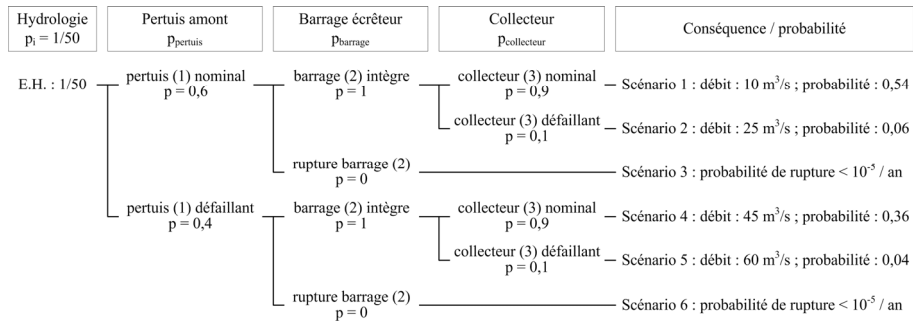 Hydrologie
p_i = 1/50
Pertuis amont
p_pertuis
Barrage écrêteur
p_barrage
Collecteur
p_collecteur
Conséquence / probabilité
E.H. : 1/50
pertuis (1) nominal
p = 0,6
barrage (2) intègre
p = 1
collecteur (3) nominal
p = 0,9
Scénario 1 : débit : 10 m³/s ; probabilité : 0,54
collecteur (3) défaillant
p = 0,1
Scénario 2 : débit : 25 m³/s ; probabilité : 0,06
rupture barrage (2)
p = 0
Scénario 3 : probabilité de rupture < 10⁻⁵ / an
pertuis (1) défaillant
p = 0,4
barrage (2) intègre
p = 1
collecteur (3) nominal
p = 0,9
Scénario 4 : débit : 45 m³/s ; probabilité : 0,36
collecteur (3) défaillant
p = 0,1
Scénario 5 : débit : 60 m³/s ; probabilité : 0,04
rupture barrage (2)
p = 0
Scénario 6 : probabilité de rupture < 10⁻⁵ / an